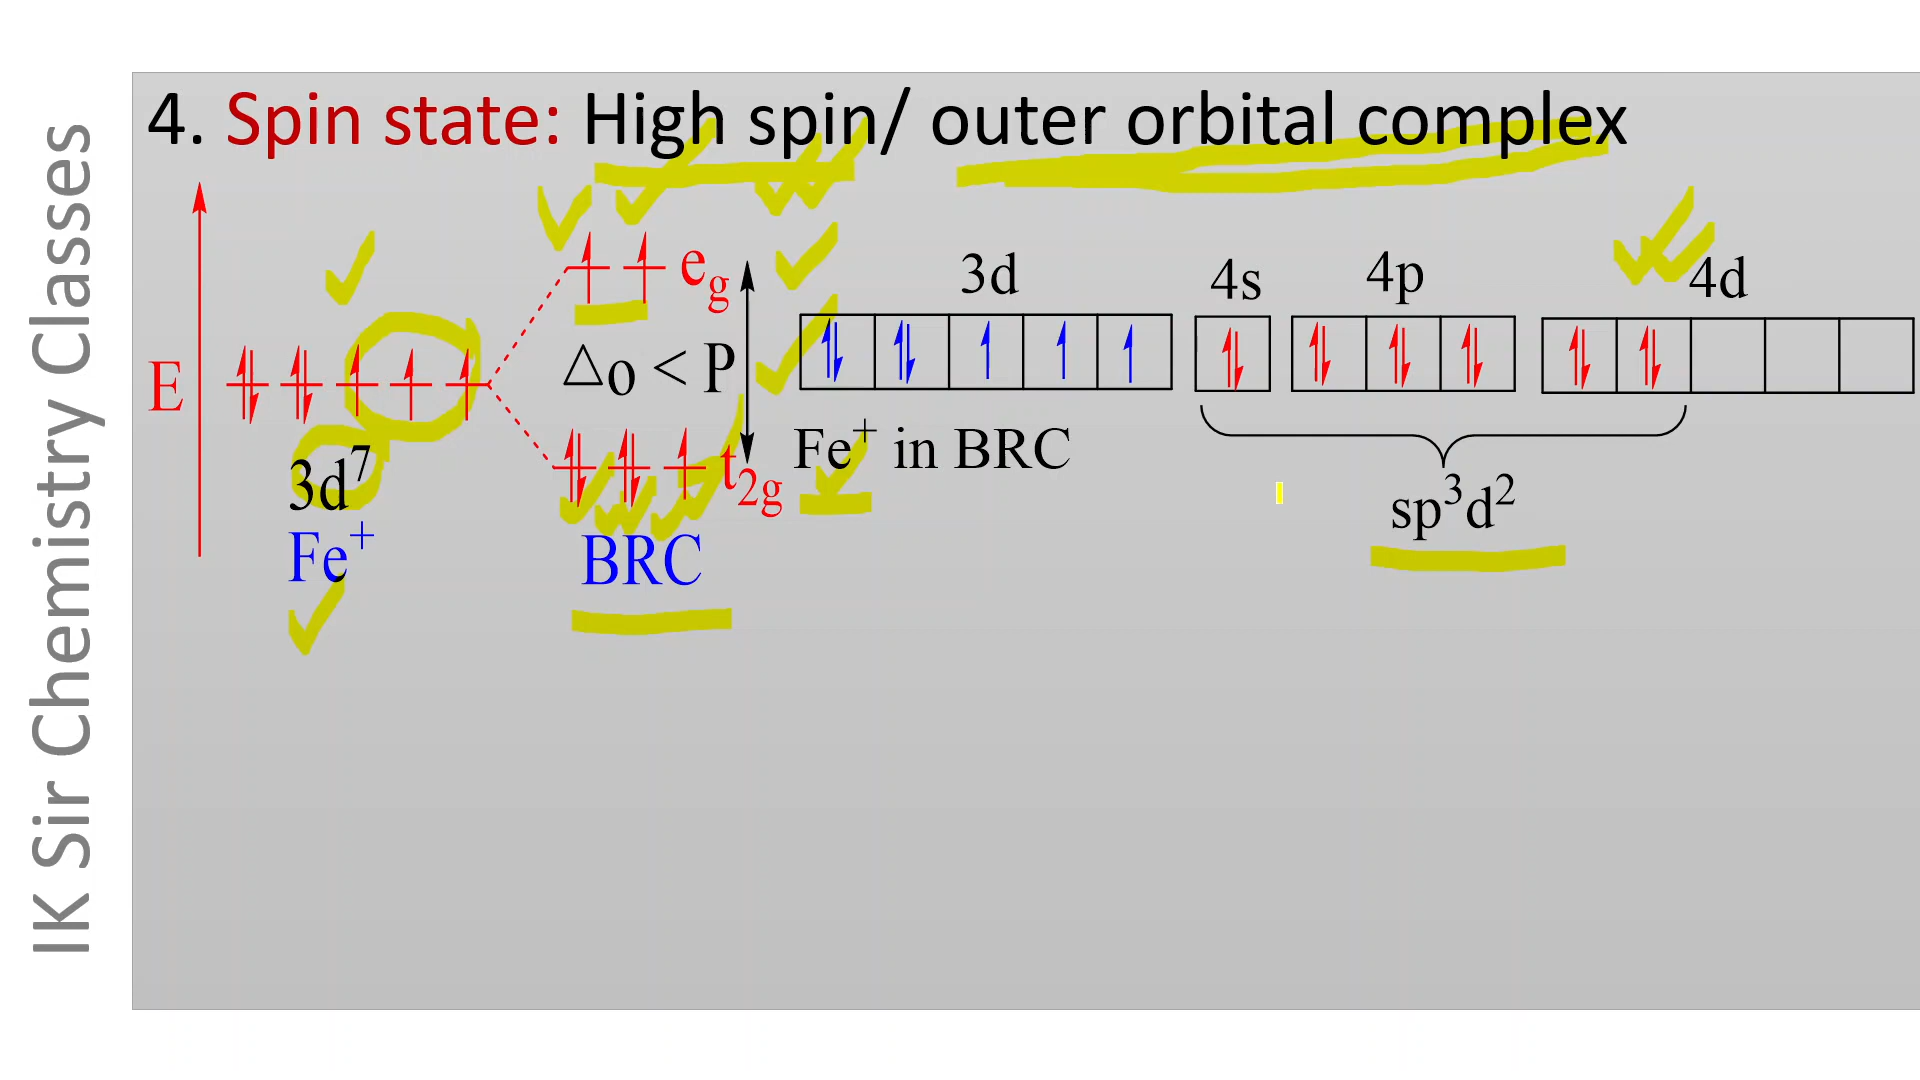 IK Sir Chemistry Classes
4. Spin state: High spin/ outer orbital complex
E
3d⁷
Fe⁺
eg
△o < P
t2g
BRC
3d
4s
4p
4d
Fe⁺ in BRC
sp³d²